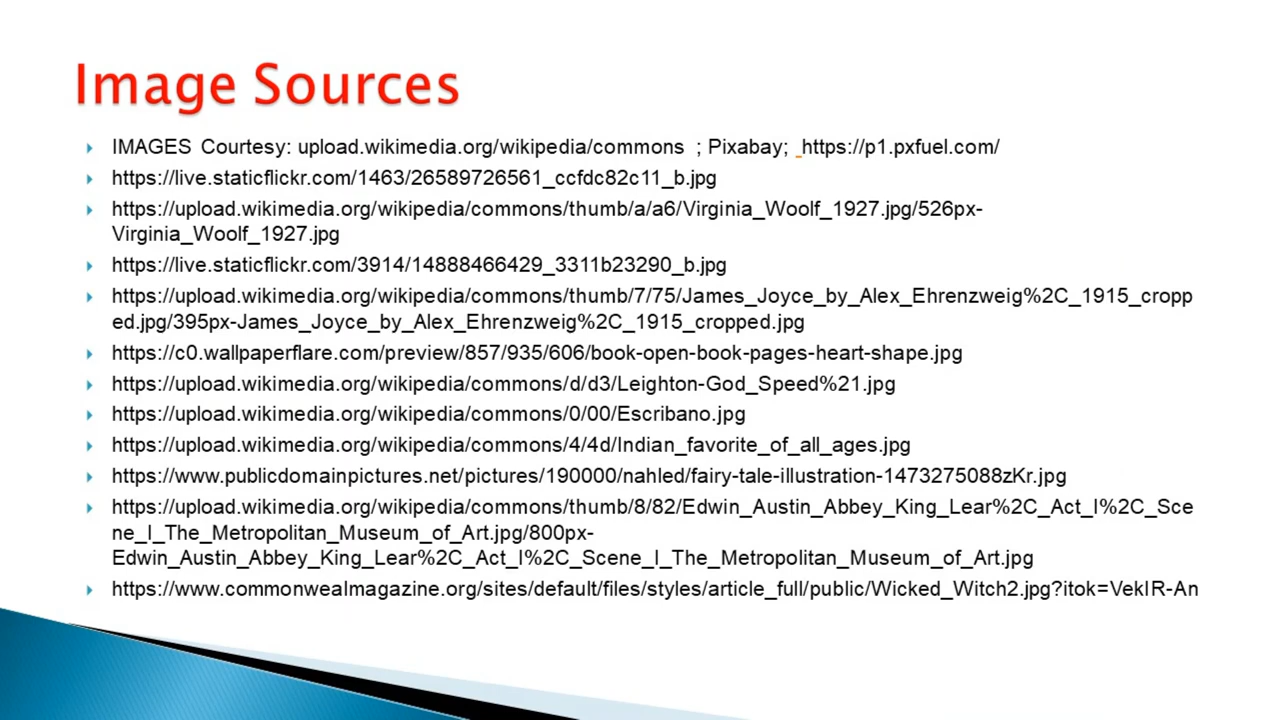 Image Sources
IMAGES Courtesy: upload.wikimedia.org/wikipedia/commons ; Pixabay; _https://p1.pxfuel.com/
https://live.staticflickr.com/1463/26589726561_ccfdc82c11_b.jpg
https://upload.wikimedia.org/wikipedia/commons/thumb/a/a6/Virginia_Woolf_1927.jpg/526px-
Virginia_Woolf_1927.jpg
https://live.staticflickr.com/3914/14888466429_3311b23290_b.jpg
https://upload.wikimedia.org/wikipedia/commons/thumb/7/75/James_Joyce_by_Alex_Ehrenzweig%2C_1915_cropp
ed.jpg/395px-James_Joyce_by_Alex_Ehrenzweig%2C_1915_cropped.jpg
https://c0.wallpaperflare.com/preview/857/935/606/book-open-book-pages-heart-shape.jpg
https://upload.wikimedia.org/wikipedia/commons/d/d3/Leighton-God_Speed%21.jpg
https://upload.wikimedia.org/wikipedia/commons/0/00/Escribano.jpg
https://upload.wikimedia.org/wikipedia/commons/4/4d/Indian_favorite_of_all_ages.jpg
https://www.publicdomainpictures.net/pictures/190000/nahled/fairy-tale-illustration-1473275088zKr.jpg
https://upload.wikimedia.org/wikipedia/commons/thumb/8/82/Edwin_Austin_Abbey_King_Lear%2C_Act_I%2C_Sce
ne_I_The_Metropolitan_Museum_of_Art.jpg/800px-
Edwin_Austin_Abbey_King_Lear%2C_Act_I%2C_Scene_I_The_Metropolitan_Museum_of_Art.jpg
https://www.commonwealmagazine.org/sites/default/files/styles/article_full/public/Wicked_Witch2.jpg?itok=VekIR-An